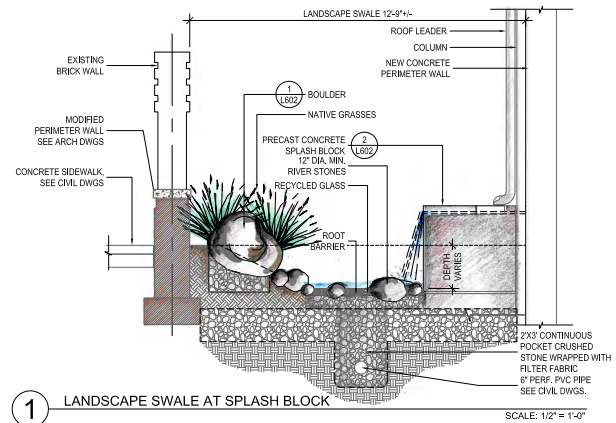 LANDSCAPE SWALE 12'-9"+/-
ROOF LEADER
COLUMN
NEW CONCRETE
PERIMETER WALL
EXISTING
BRICK WALL
1
L602
BOULDER
NATIVE GRASSES
MODIFIED
PERIMETER WALL
SEE ARCH DWGS
PRECAST CONCRETE
SPLASH BLOCK
2
L602
12" DIA. MIN.
RIVER STONES
RECYCLED GLASS
CONCRETE SIDEWALK,
SEE CIVIL DWGS
ROOT
BARRIER
DEPTH
VARIES
2'X3' CONTINUOUS
POCKET CRUSHED
STONE WRAPPED WITH
FILTER FABRIC
6" PERF. PVC PIPE
SEE CIVIL DWGS.
1
LANDSCAPE SWALE AT SPLASH BLOCK
SCALE: 1/2" = 1'-0"